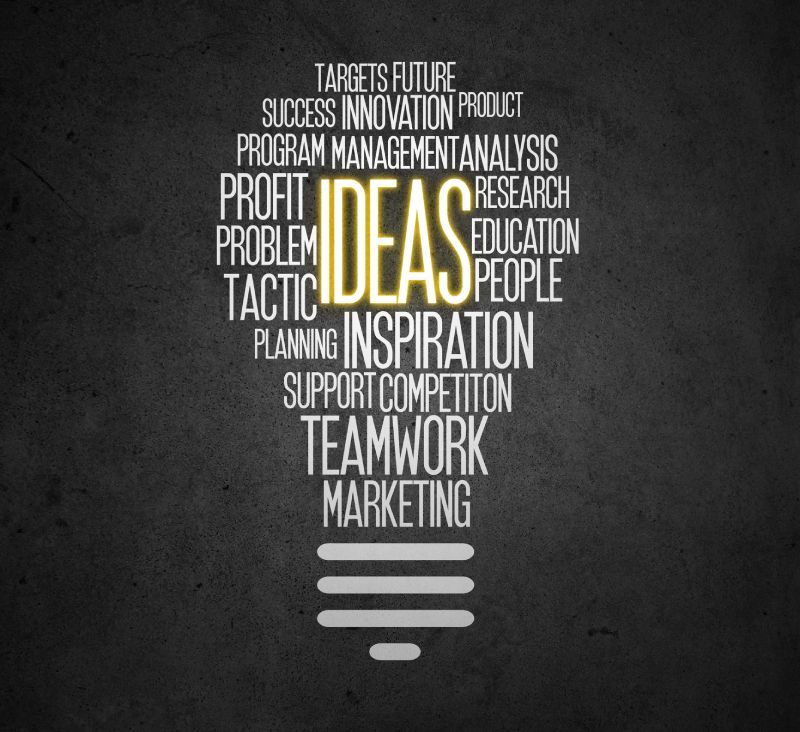 TARGETS FUTURE
SUCCESS INNOVATION PRODUCT
PROGRAM MANAGEMENT ANALYSIS
PROFIT IDEAS RESEARCH
PROBLEM EDUCATION
TACTIC PEOPLE
PLANNING INSPIRATION
SUPPORT COMPETITON
TEAMWORK
MARKETING